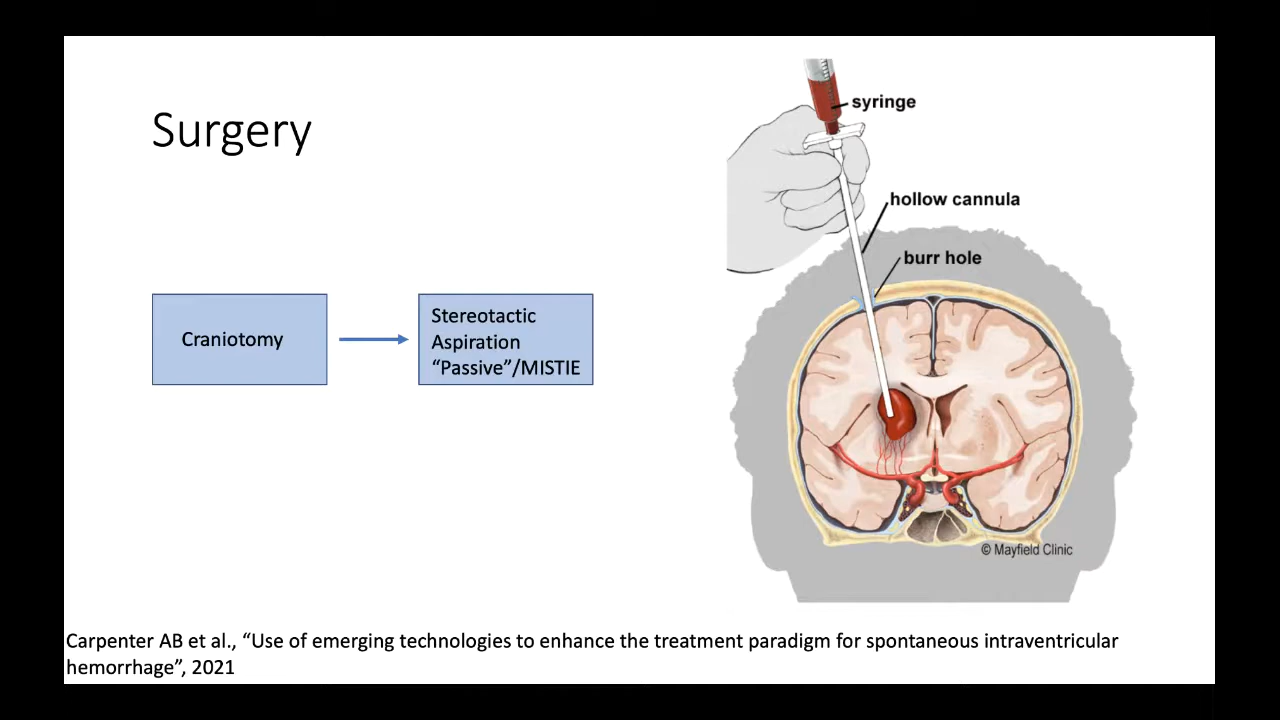 Surgery
Craniotomy
Stereotactic
Aspiration
“Passive”/MISTIE
syringe
hollow cannula
burr hole
© Mayfield Clinic
Carpenter AB et al., “Use of emerging technologies to enhance the treatment paradigm for spontaneous intraventricular
hemorrhage”, 2021